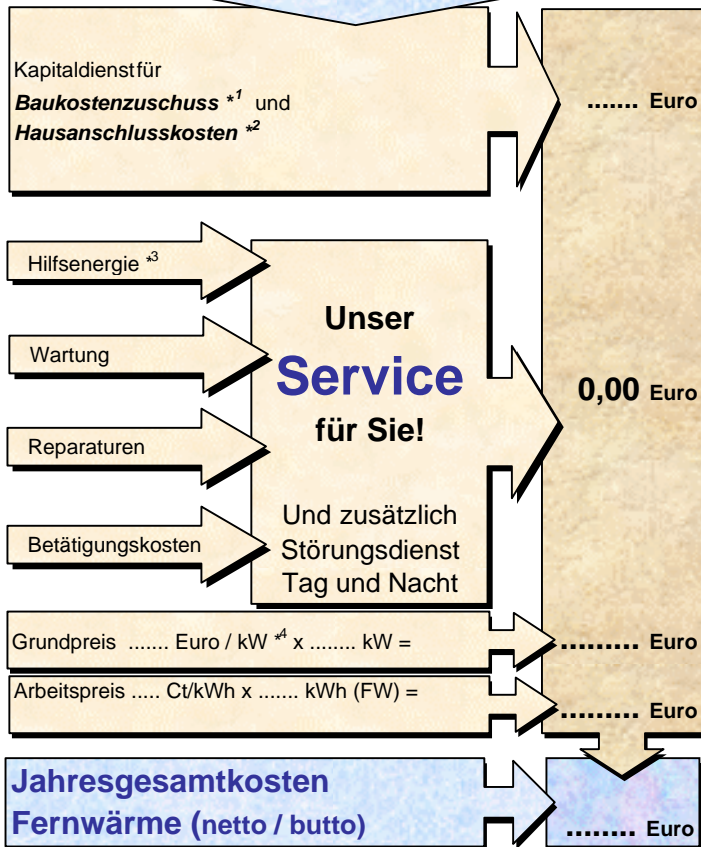 Kapitaldienst für
Baukostenzuschuss *1 und
Hausanschlusskosten *2
....... Euro
Hilfsenergie *3
Wartung
Reparaturen
Betätigungskosten
Unser
Service
für Sie!
Und zusätzlich
Störungsdienst
Tag und Nacht
0,00 Euro
Grundpreis ....... Euro / kW *4 x ........ kW =
......... Euro
Arbeitspreis ..... Ct/kWh x ....... kWh (FW) =
......... Euro
Jahresgesamtkosten
Fernwärme (netto / butto)
........ Euro